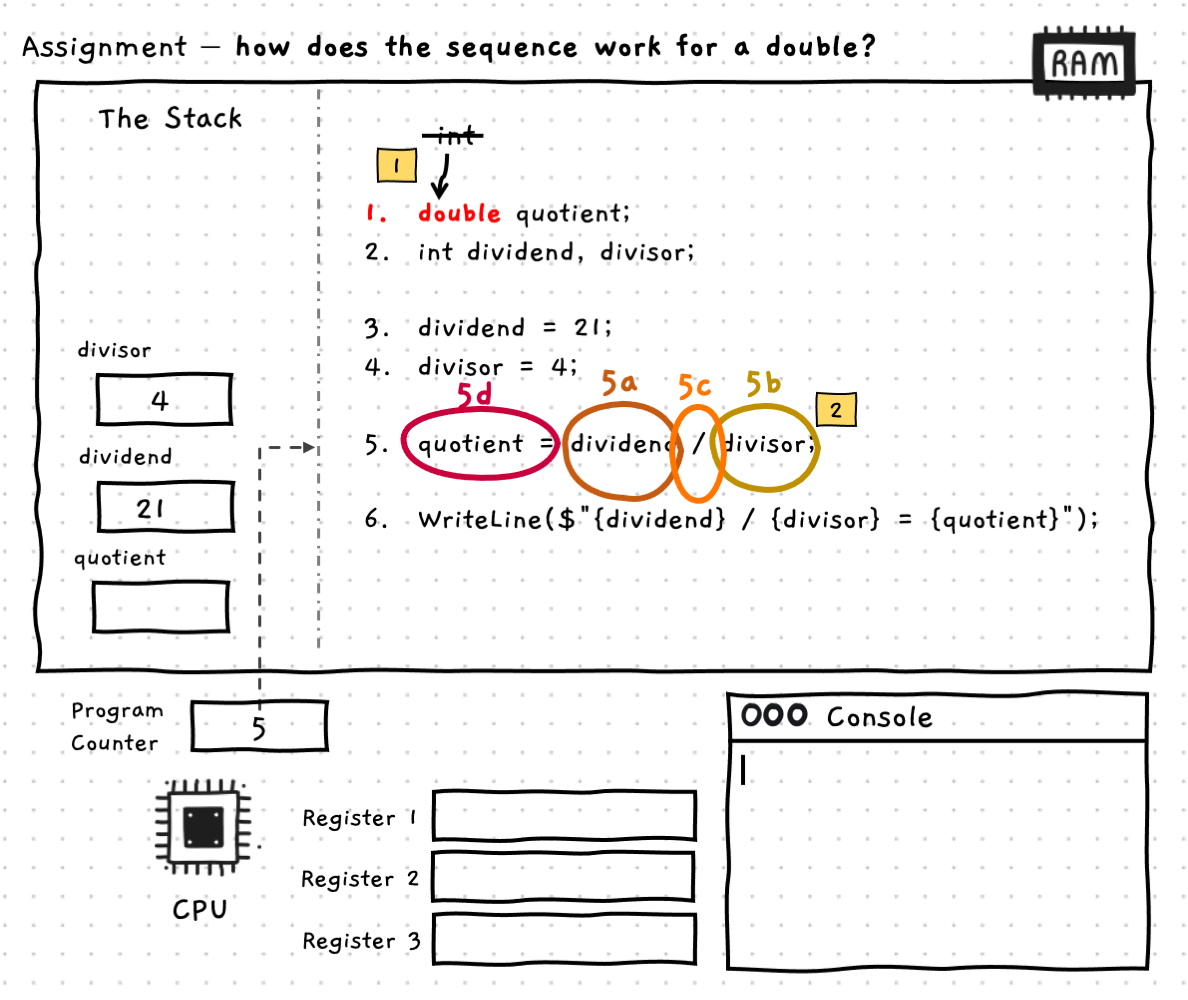 Assignment – how does the sequence work for a double?
RAM
The Stack
int
1
1. double quotient;
2. int dividend, divisor;
3. dividend = 21;
4. divisor = 4;
5d 5a 5c 5b
2
5. quotient = dividend / divisor;
6. WriteLine($"{dividend} / {divisor} = {quotient}");
divisor
4
dividend
21
quotient
Program
Counter
5
CPU
Register 1
Register 2
Register 3
OOO Console